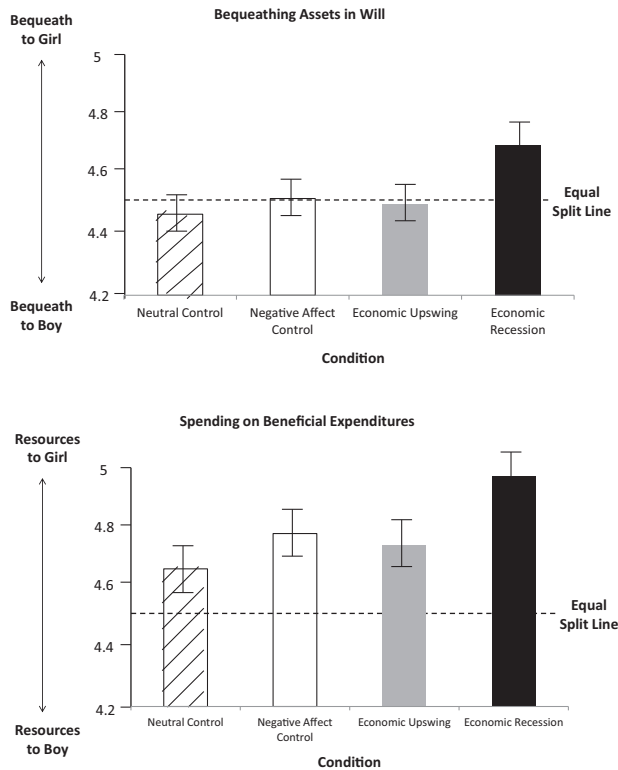 Bequeathing Assets in Will
Bequeath
to Girl
5
4.8
4.6
4.4
4.2
Equal
Split Line
Bequeath
to Boy
Neutral Control
Negative Affect
Control
Economic Upswing
Economic
Recession
Condition
Spending on Beneficial Expenditures
Resources
to Girl
5
4.8
4.6
4.4
4.2
Equal
Split Line
Resources
to Boy
Neutral Control
Negative Affect
Control
Economic Upswing
Economic Recession
Condition